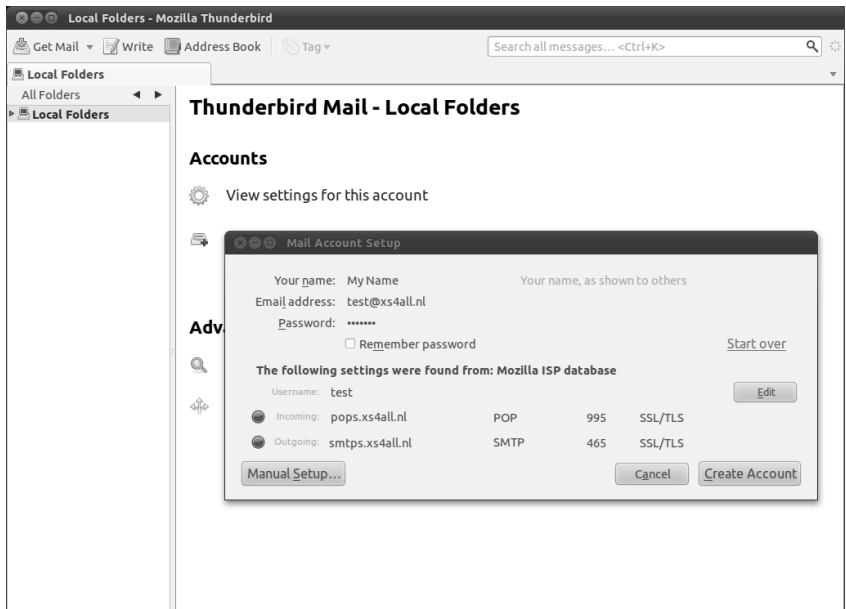 Local Folders - Mozilla Thunderbird
Get Mail Write Address Book Tag Search all messages... <Ctrl+K>
Local Folders
All Folders
Local Folders
Thunderbird Mail - Local Folders
Accounts
View settings for this account
Mail Account Setup
Your name: My Name Your name, as shown to others
Email address: test@xs4all.nl
Password: •••••••
Remember password Start over
Adv
The following settings were found from: Mozilla ISP database
Username: test Edit
Incoming: pops.xs4all.nl POP 995 SSL/TLS
Outgoing: smtps.xs4all.nl SMTP 465 SSL/TLS
Manual Setup... Cancel Create Account